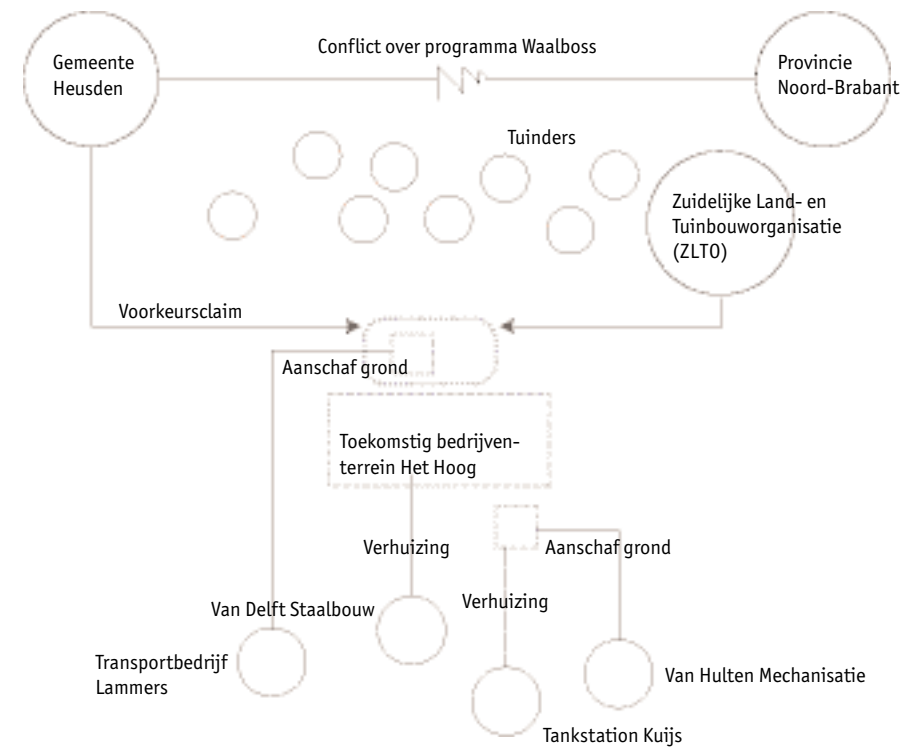 Conflict over programma Waalboss
Gemeente
Heusden
Provincie
Noord-Brabant
Tuinders
Zuidelijke Land- en
Tuinbouworganisatie
(ZLTO)
Voorkeursclaim
Aanschaf grond
Toekomstig bedrijven-
terrein Het Hoog
Verhuizing
Aanschaf grond
Van Delft Staalbouw
Verhuizing
Transportbedrijf
Lammers
Van Hulten Mechanisatie
Tankstation Kuijs